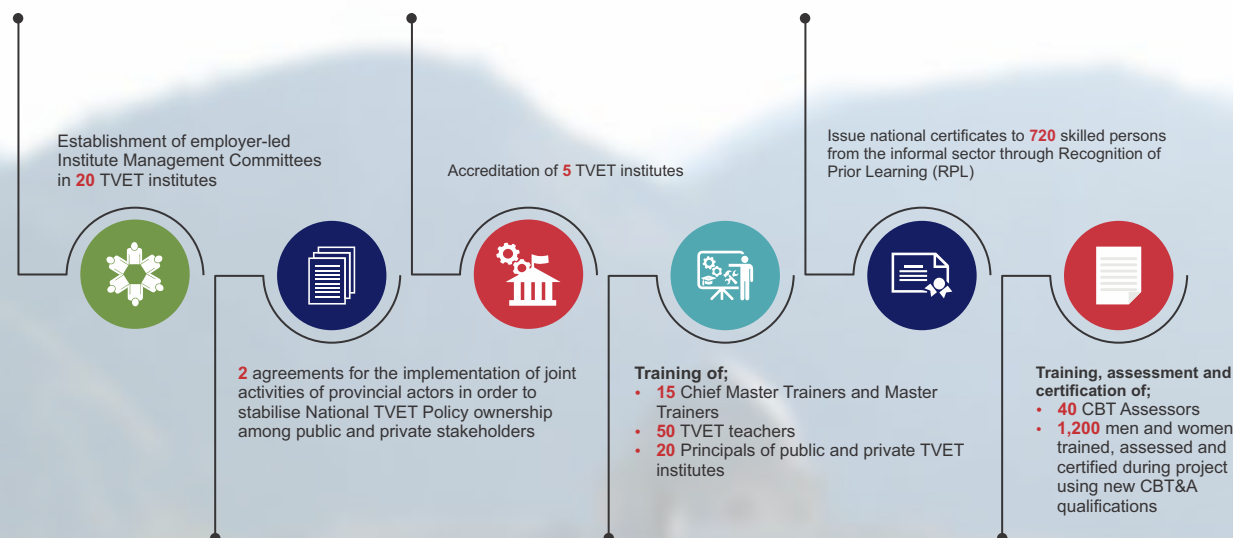 Establishment of employer-led
Institute Management Committees
in 20 TVET institutes
2 agreements for the implementation of joint
activities of provincial actors in order to
stabilise National TVET Policy ownership
among public and private stakeholders
Accreditation of 5 TVET institutes
Training of;
• 15 Chief Master Trainers and Master
Trainers
• 50 TVET teachers
• 20 Principals of public and private TVET
institutes
Issue national certificates to 720 skilled persons
from the informal sector through Recognition of
Prior Learning (RPL)
Training, assessment and
certification of;
• 40 CBT Assessors
• 1,200 men and women
trained, assessed and
certified during project
using new CBT&A
qualifications